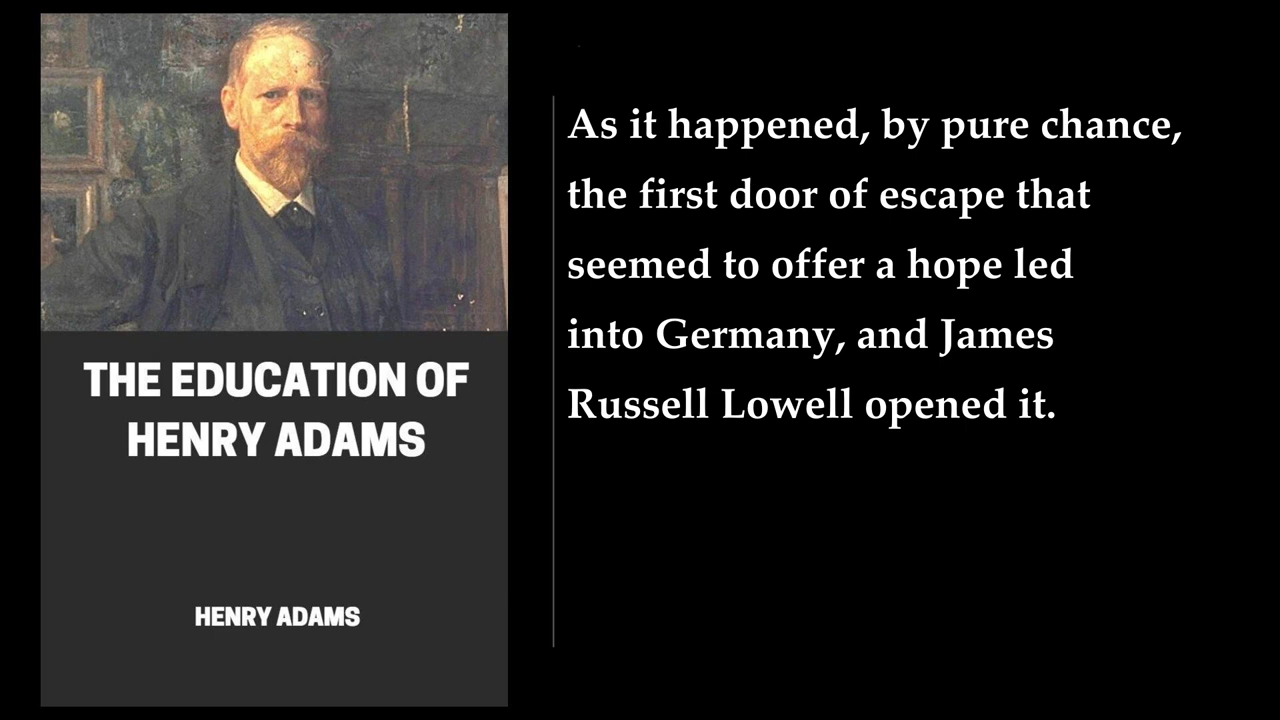 THE EDUCATION OF
HENRY ADAMS
HENRY ADAMS
As it happened, by pure chance,
the first door of escape that
seemed to offer a hope led
into Germany, and James
Russell Lowell opened it.